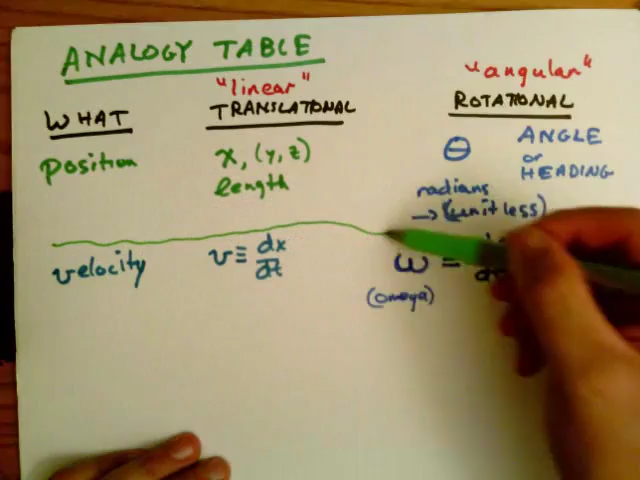 ANALOGY TABLE
"linear" "angular"
WHAT TRANSLATIONAL ROTATIONAL
position x, (y, z) θ ANGLE
or
length HEADING
radians
→ (unitless)
velocity v ≡ dx/dt ω =
(omega)